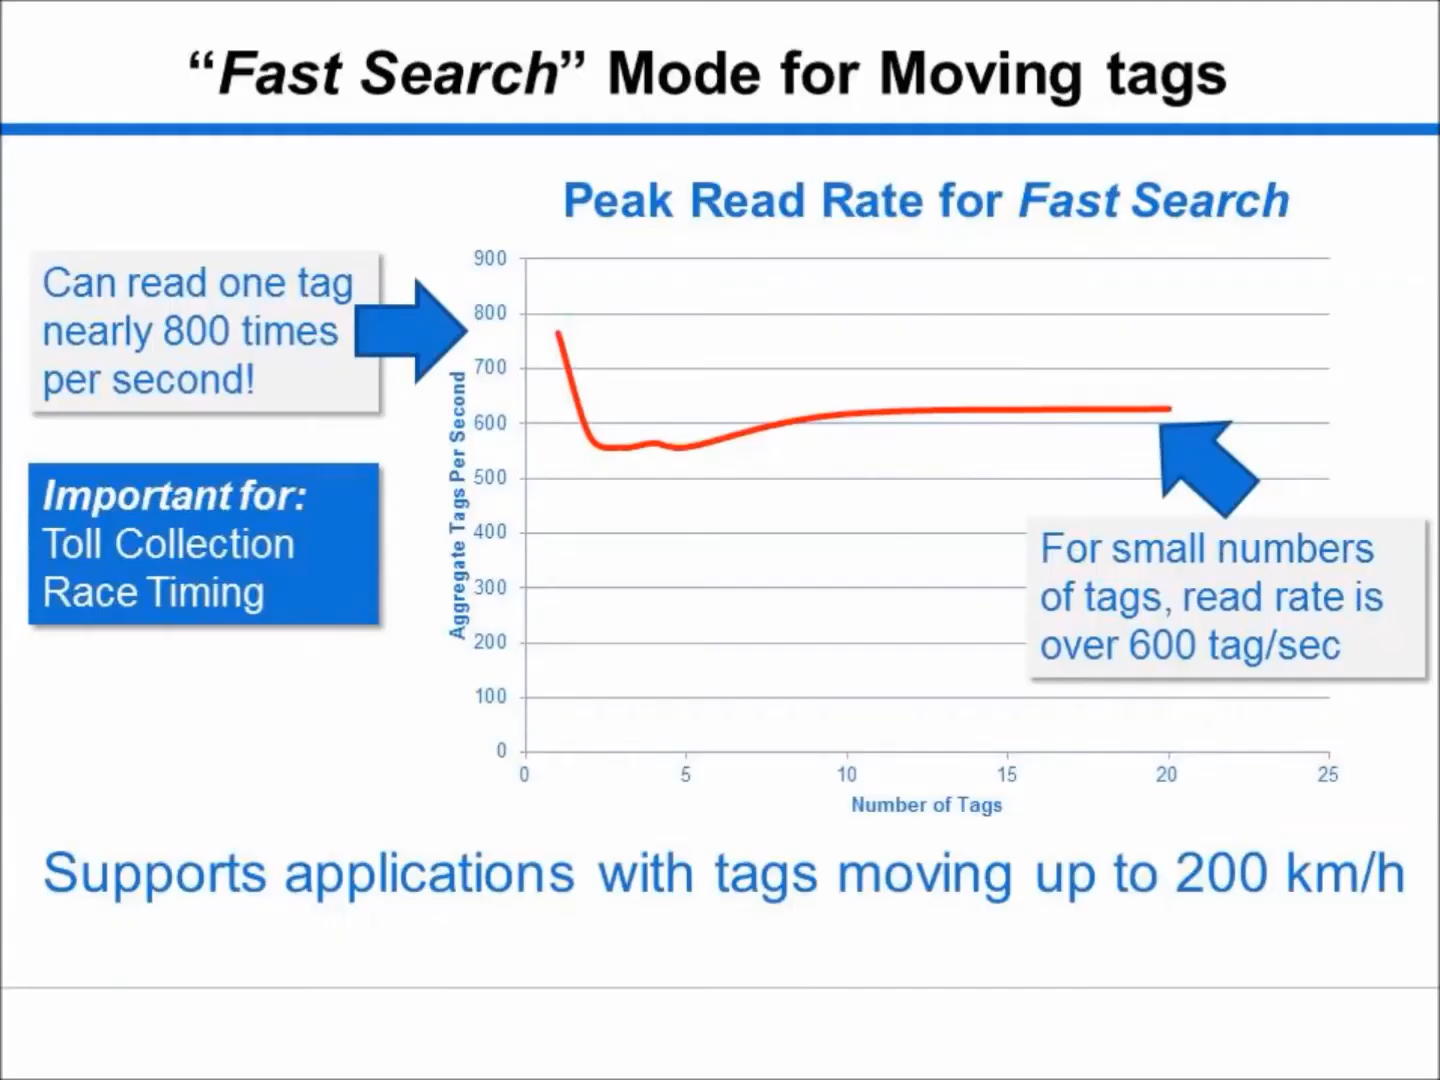 “Fast Search” Mode for Moving tags
Peak Read Rate for Fast Search
Can read one tag
nearly 800 times
per second!
Important for:
Toll Collection
Race Timing
Aggregate Tags Per Second
900
800
700
600
500
400
300
200
100
0
0
5
10
15
20
25
Number of Tags
For small numbers
of tags, read rate is
over 600 tag/sec
Supports applications with tags moving up to 200 km/h